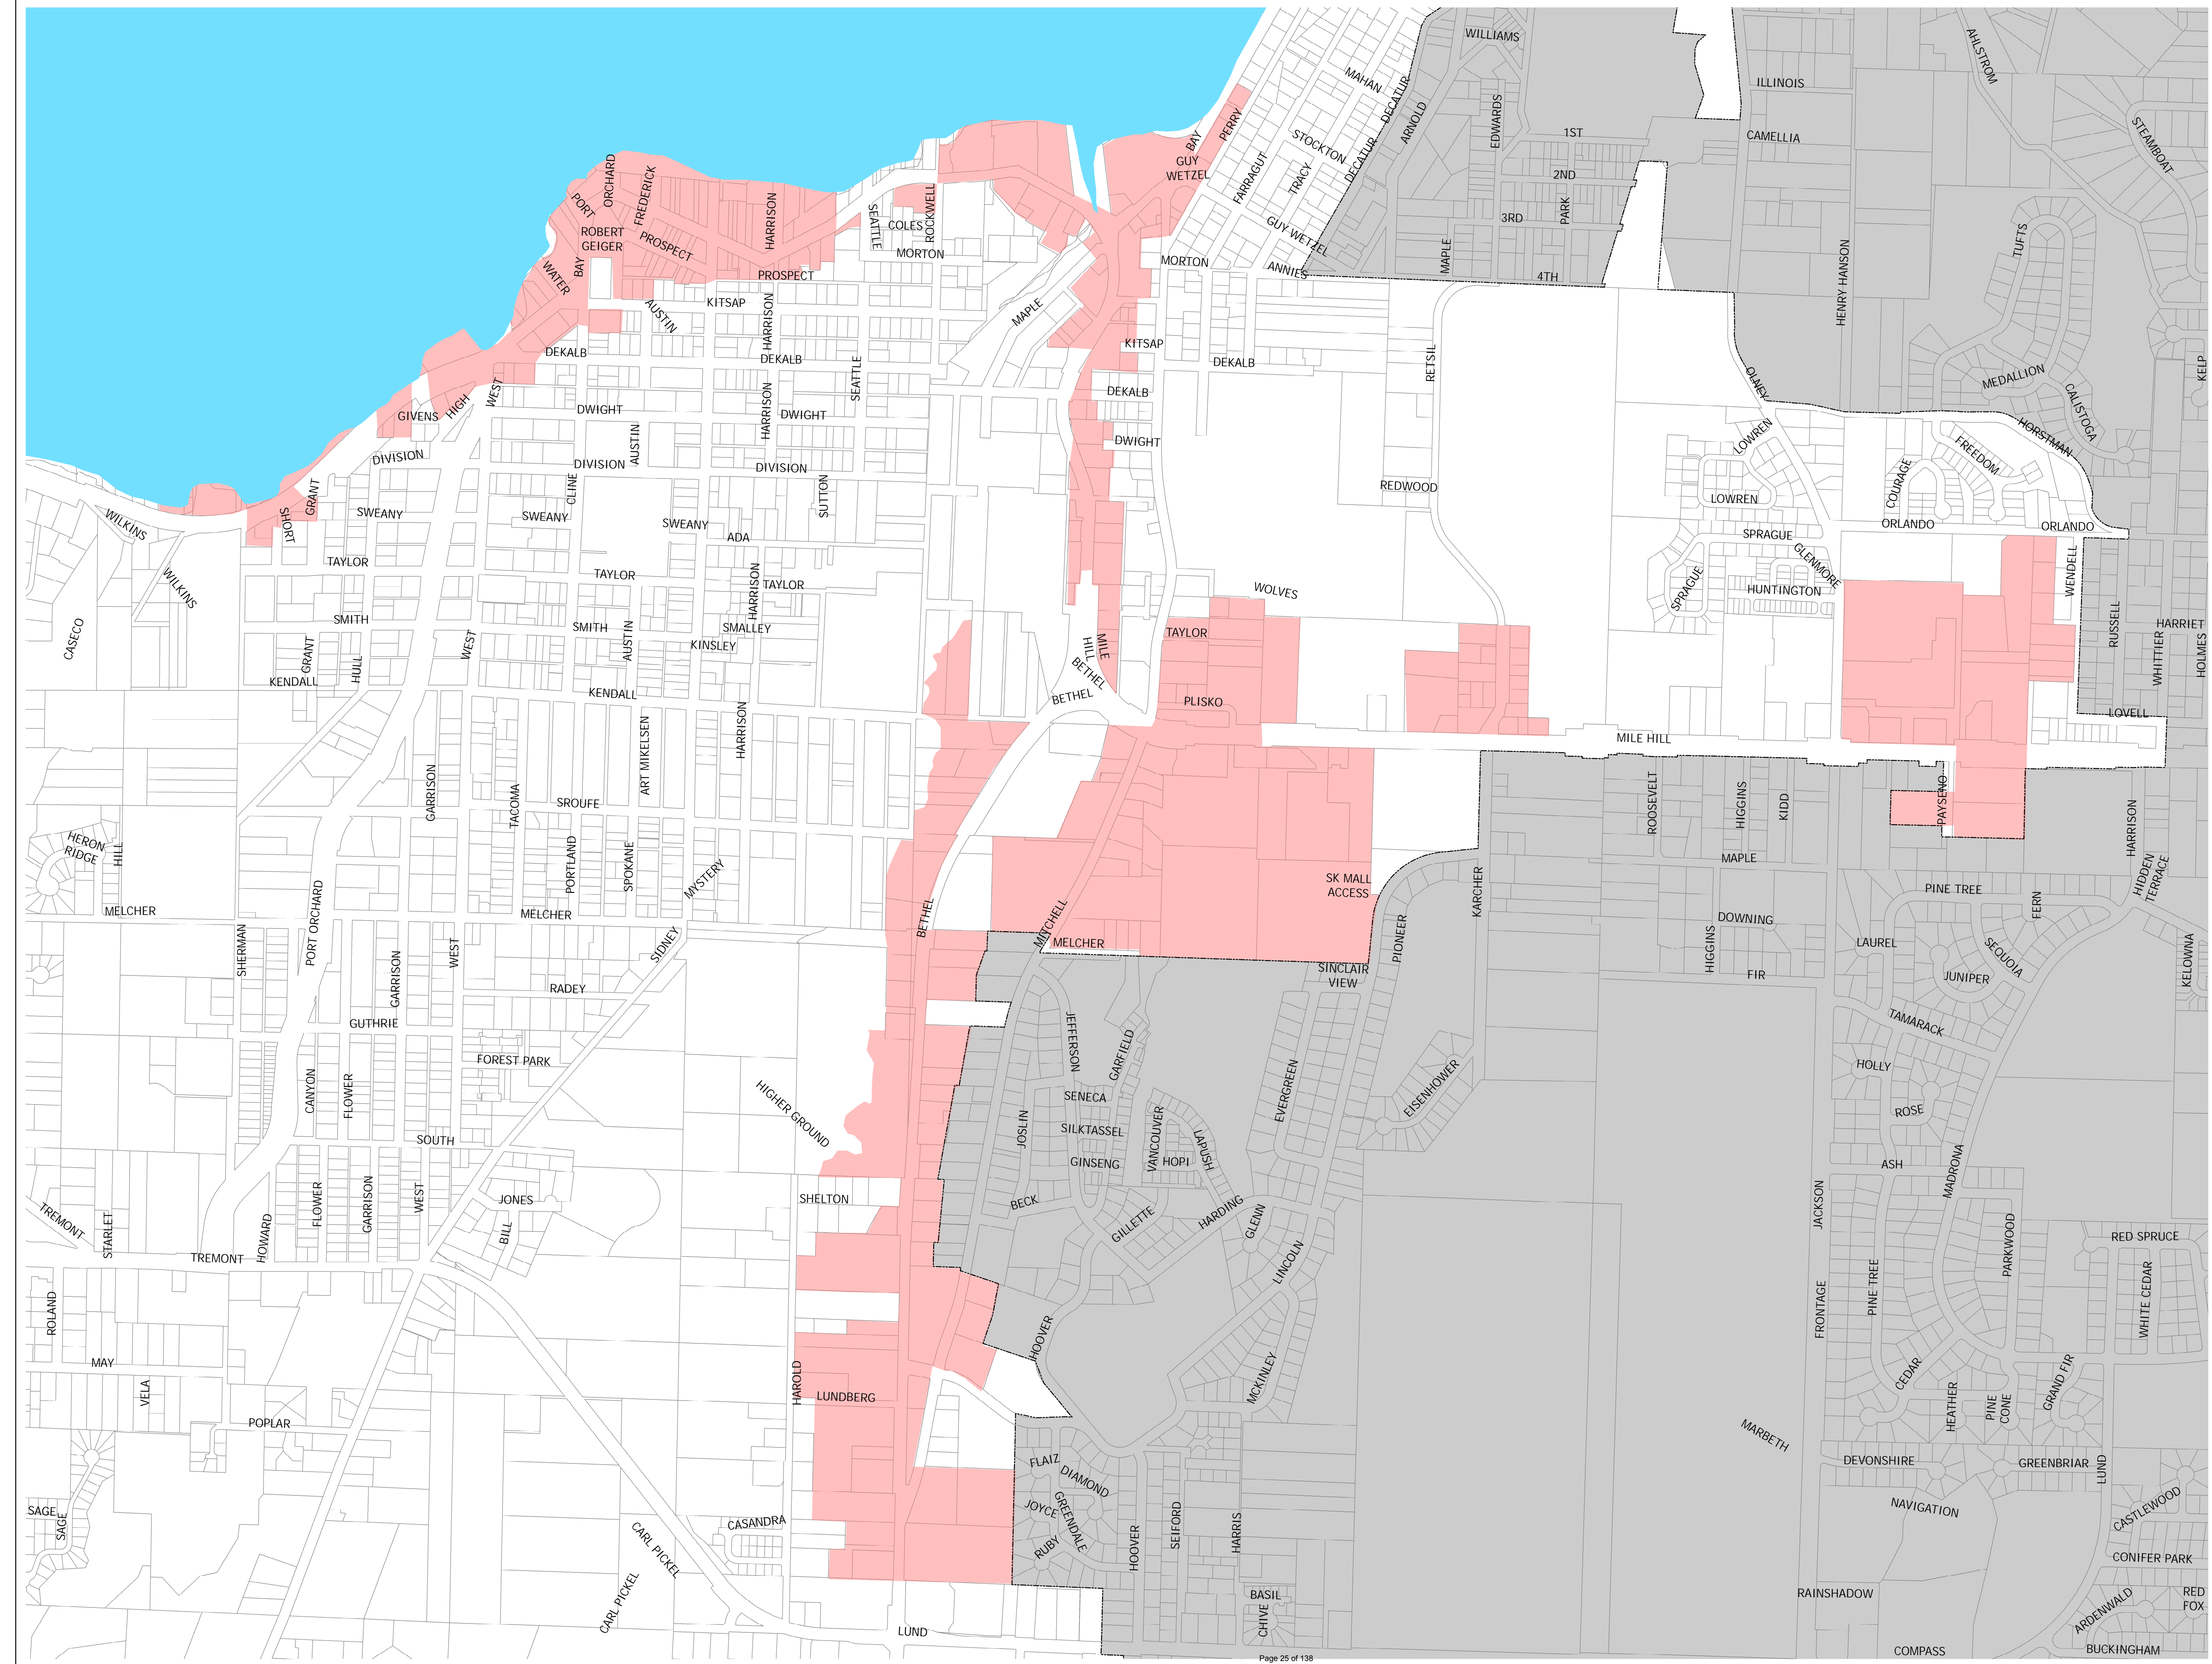 WILLIAMS
AHLSTROM
MAHAN
DECATUR
ILLINOIS
ARNOLD
EDWARDS
1ST
CAMELLIA
STEAMBOAT
PERRY
BAY
STOCKTON
DECATUR
GUY
WETZEL
FARRAGUT
TRACY
2ND
ORCHARD
FREDERICK
PORT
HARRISON
ROCKWELL
SEATTLE
COLES
3RD
PARK
TUFTS
ROBERT
GEIGER
PROSPECT
GUY WETZEL
MORTON
MORTON
ANNIES
MAPLE
4TH
HENRY HANSON
WATER
BAY
PROSPECT
KITSAP
AUSTIN
HARRISON
MAPLE
DEKALB
DEKALB
SEATTLE
KITSAP
DEKALB
RETSIL
OLNEY
MEDALLION
KELP
CALISTOGA
WEST
HIGH
GIVENS
DWIGHT
HARRISON
DWIGHT
DEKALB
DWIGHT
AUSTIN
LOWREN
FREEDOM
HORSTMAN
DIVISION
DIVISION
DIVISION
CLINE
SUTTON
REDWOOD
LOWREN
COURAGE
GRANT
SHORT
SWEANY
SWEANY
SWEANY
ADA
WILKINS
ORLANDO
ORLANDO
SPRAGUE
GLENMORE
TAYLOR
TAYLOR
HARRISON
TAYLOR
WILKINS
WOLVES
SPRAGUE
HUNTINGTON
WENDELL
SMITH
SMITH
AUSTIN
SMALLEY
KINSLEY
CASECO
GRANT
HULL
WEST
MILE
HILL
BETHEL
TAYLOR
RUSSELL
HARRIET
WHITTIER
HOLMES
KENDALL
KENDALL
BETHEL
PLISKO
LOVELL
HARRISON
ART MIKELSEN
MILE HILL
GARRISON
TACOMA
SROUFE
ROOSEVELT
HIGGINS
KIDD
PAYSENO
HARRISON
HERON
RIDGE
HILL
PORTLAND
SPOKANE
MYSTERY
MAPLE
HIDDEN
TERRACE
SK MALL
ACCESS
KARCHER
PINE TREE
FERN
MELCHER
PORT ORCHARD
MELCHER
BETHEL
MITCHELL
MELCHER
PIONEER
DOWNING
HIGGINS
LAUREL
SEQUOIA
SHERMAN
GARRISON
WEST
SIDNEY
SINCLAIR
VIEW
FIR
JUNIPER
KELOWNA
RADEY
GUTHRIE
TAMARACK
FOREST PARK
JEFFERSON
GARFIELD
EVERGREEN
EISENHOWER
HOLLY
CANYON
FLOWER
HIGHER GROUND
SENECA
ROSE
JOSLIN
SILKTASSEL
VANCOUVER
LAPUSH
SOUTH
GINSENG
HOPI
ASH
MADRONA
FLOWER
GARRISON
WEST
JONES
SHELTON
BECK
GILLETTE
HARDING
GLENN
JACKSON
TREMONT
STARLET
HOWARD
BILL
TREMONT
PARKWOOD
RED SPRUCE
LINCOLN
ROLAND
HOOVER
FRONTAGE
PINE TREE
WHITE CEDAR
MAY
VELA
HAROLD
LUNDBERG
MCKINLEY
CEDAR
HEATHER
PINE
CONE
GRAND FIR
POPLAR
MARBETH
FLAIZ
DIAMOND
DEVONSHIRE
GREENBRIAR
LUND
SAGE
SAGE
JOYCE
GREENDALE
NAVIGATION
CASTLEWOOD
CASANDRA
CARL PICKEL
RUBY
HOOVER
SEIFORD
HARRIS
CONIFER PARK
CARL PICKEL
BASIL
CHIVE
RAINSHADOW
RED
FOX
ARDENWALD
LUND
COMPASS
BUCKINGHAM
Page 25 of 138